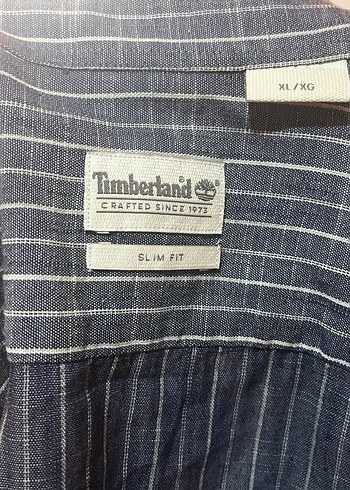 XL/XG
Timberland®
CRAFTED SINCE 1973
SLIM FIT